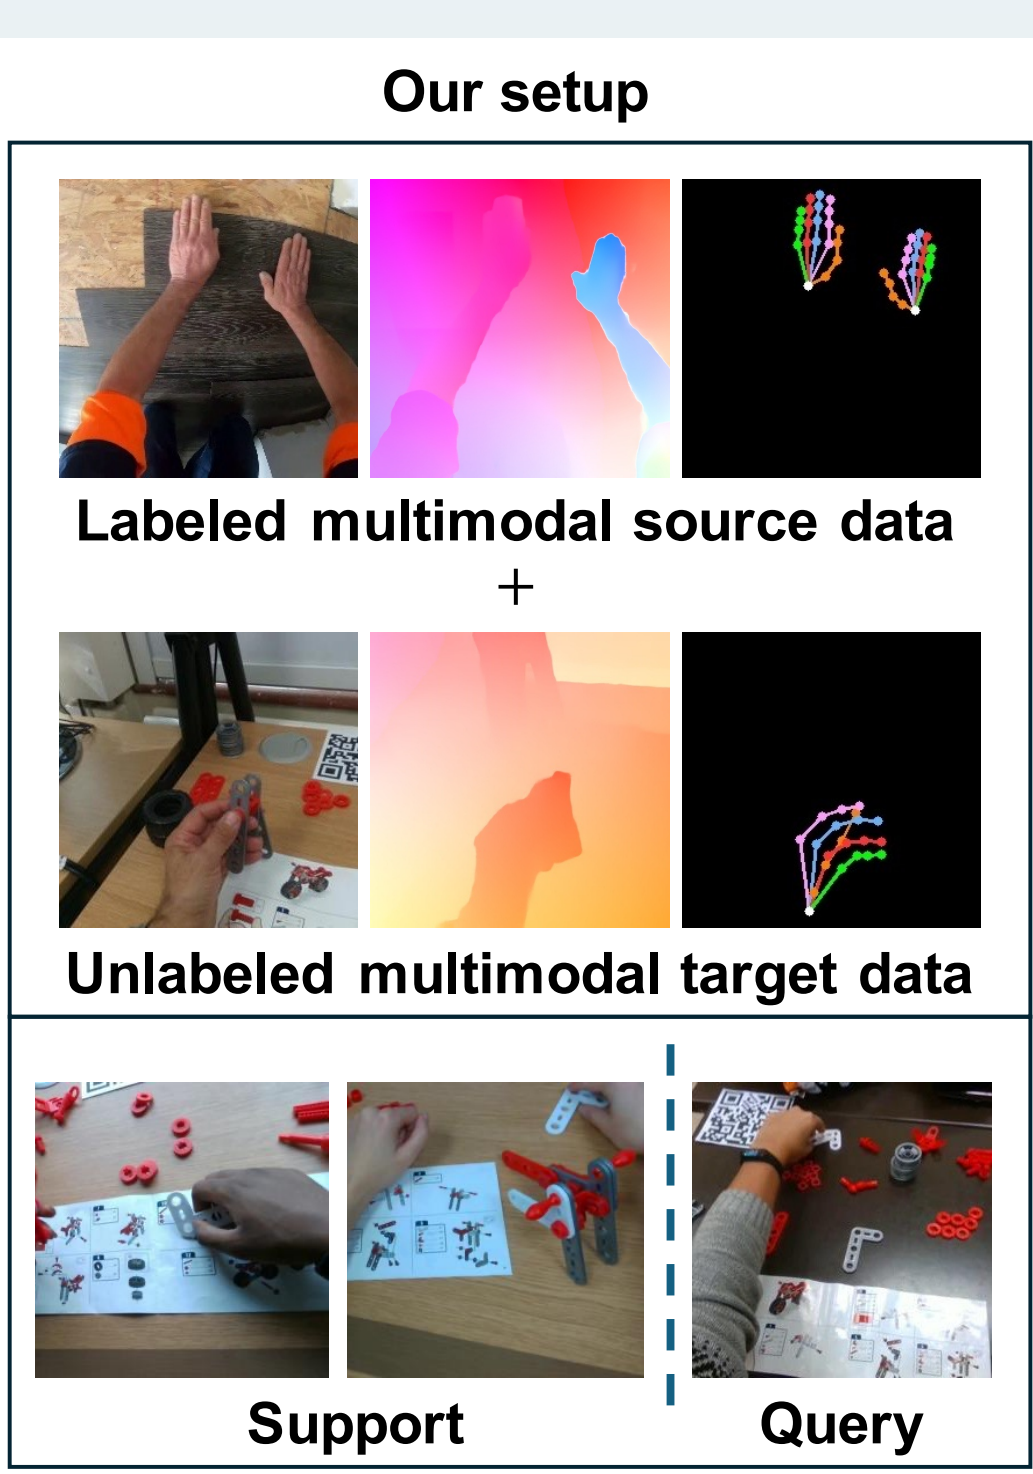 Our setup
Labeled multimodal source data
+
Unlabeled multimodal target data
Support
Query